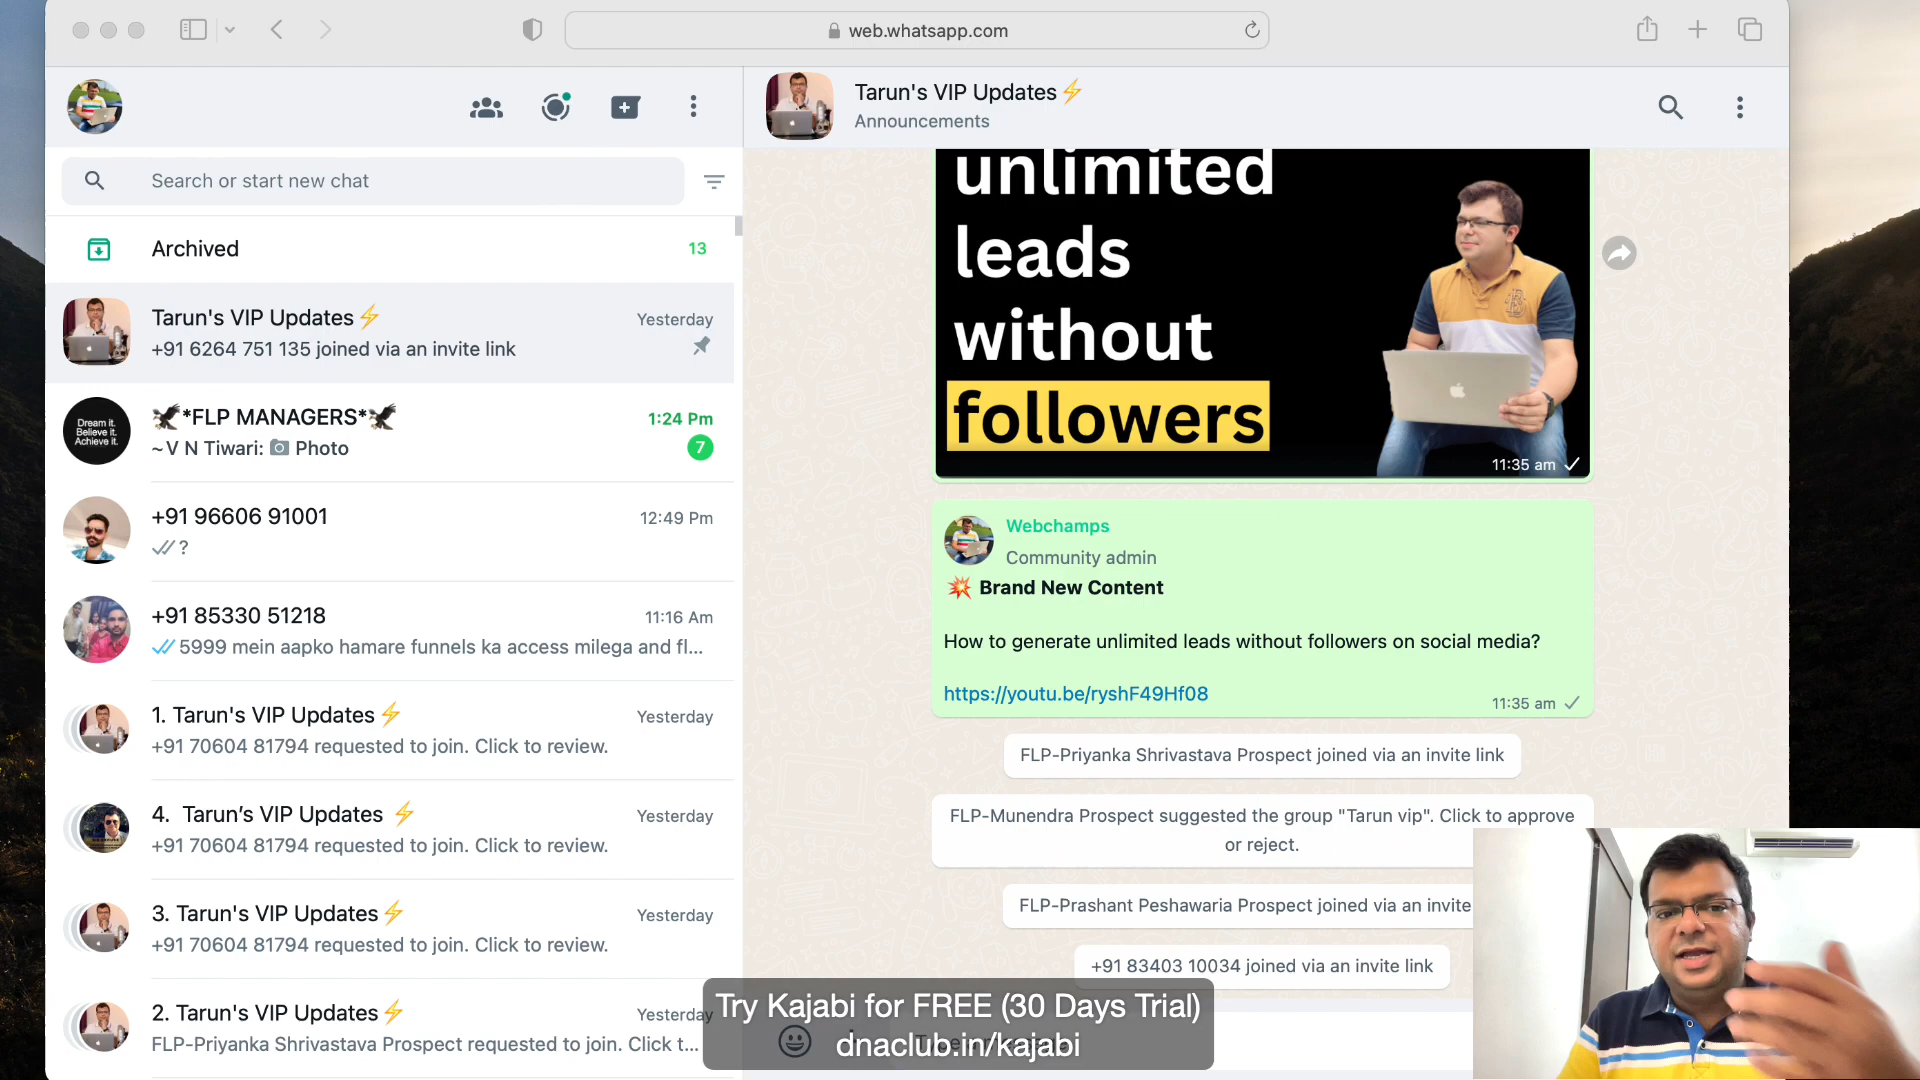 web.whatsapp.com
Tarun's VIP Updates⚡
Announcements
Search or start new chat
Archived
13
Tarun's VIP Updates⚡
Yesterday
+91 6264 751 135 joined via an invite link
Dream it.
Believe it.
Achieve it.
*FLP MANAGERS*
1:24 Pm
~V N Tiwari: Photo
7
+91 96606 91001
12:49 Pm
?
+91 85330 51218
11:16 Am
5999 mein aapko hamare funnels ka access milega and fl...
1. Tarun's VIP Updates⚡
Yesterday
+91 70604 81794 requested to join. Click to review.
4. Tarun’s VIP Updates ⚡
Yesterday
+91 70604 81794 requested to join. Click to review.
3. Tarun's VIP Updates⚡
Yesterday
+91 70604 81794 requested to join. Click to review.
2. Tarun's VIP Updates⚡
Yesterday
FLP-Priyanka Shrivastava Prospect requested to join. Click t...
unlimited
leads
without
followers
11:35 am
Webchamps
Community admin
💥 Brand New Content
How to generate unlimited leads without followers on social media?
https://youtu.be/ryshF49Hf08
11:35 am
FLP-Priyanka Shrivastava Prospect joined via an invite link
FLP-Munendra Prospect suggested the group "Tarun vip". Click to approve
or reject.
FLP-Prashant Peshawaria Prospect joined via an invite
+91 83403 10034 joined via an invite link
Try Kajabi for FREE (30 Days Trial)
dnaclub.in/kajabi